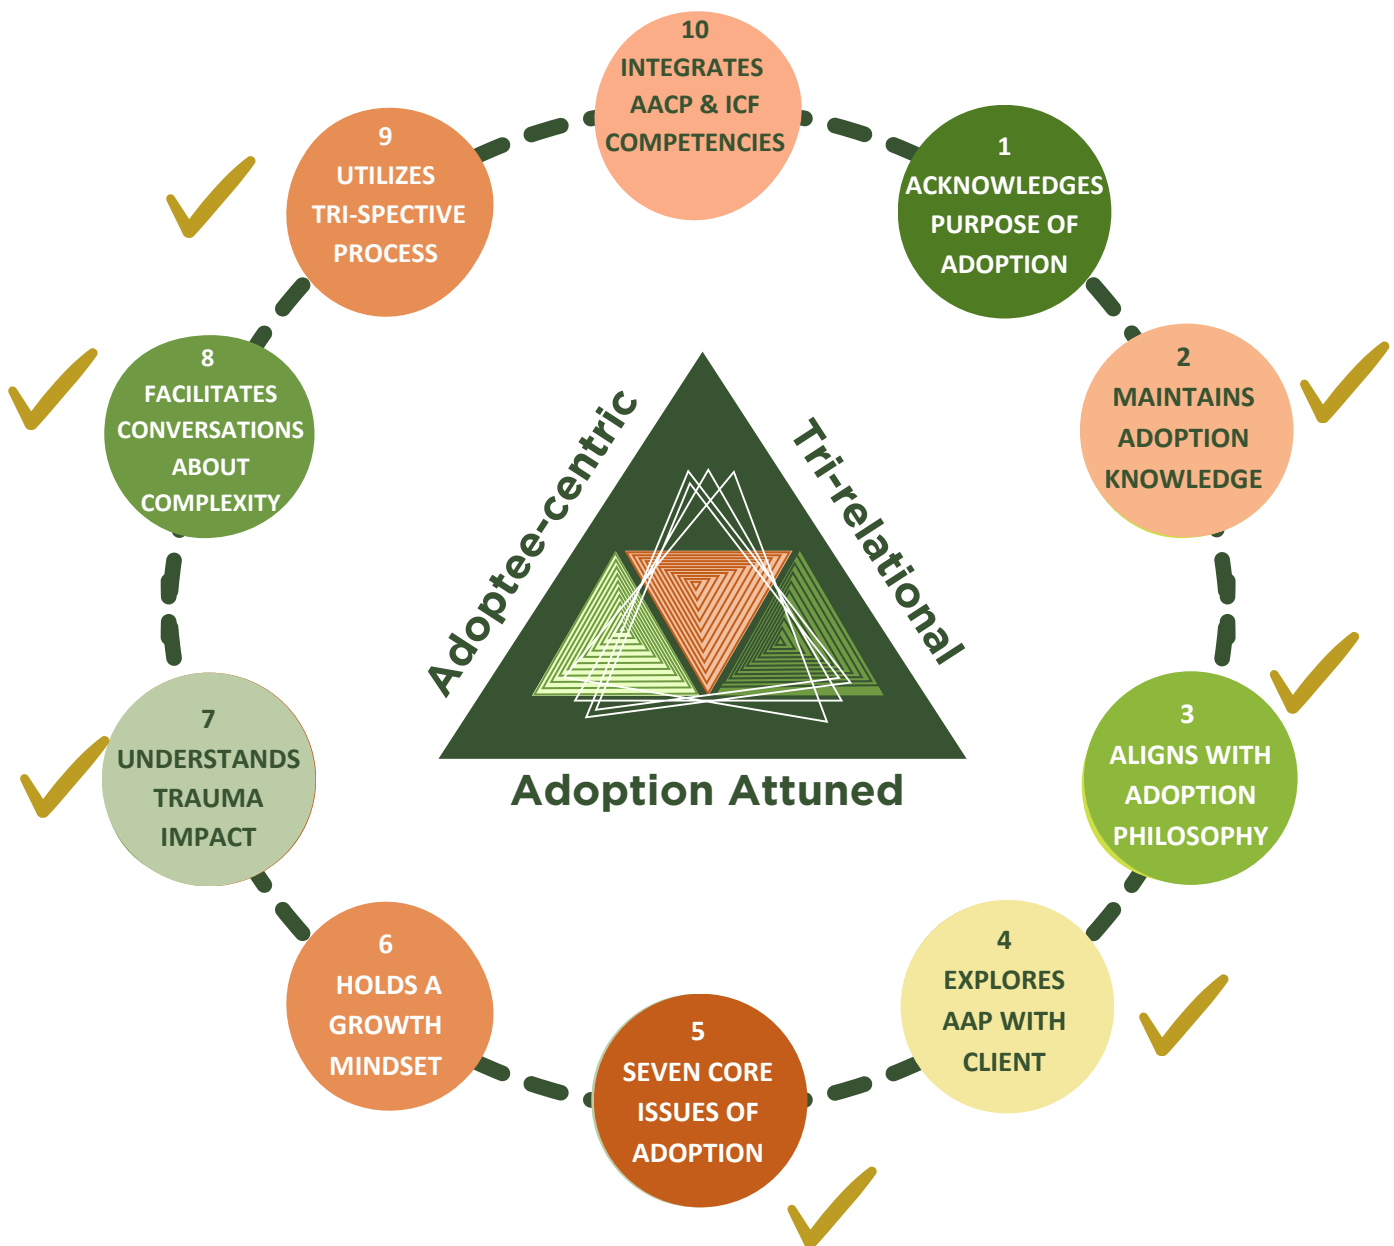 10
INTEGRATES
AACP & ICF
COMPETENCIES
1
ACKNOWLEDGES
PURPOSE OF
ADOPTION
2
MAINTAINS
ADOPTION
KNOWLEDGE
3
ALIGNS WITH
ADOPTION
PHILOSOPHY
4
EXPLORES
AAP WITH
CLIENT
5
SEVEN CORE
ISSUES OF
ADOPTION
6
HOLDS A
GROWTH
MINDSET
7
UNDERSTANDS
TRAUMA
IMPACT
8
FACILITATES
CONVERSATIONS
ABOUT
COMPLEXITY
9
UTILIZES
TRI-SPECTIVE
PROCESS
Adoptee-centric
Tri-relational
Adoption Attuned